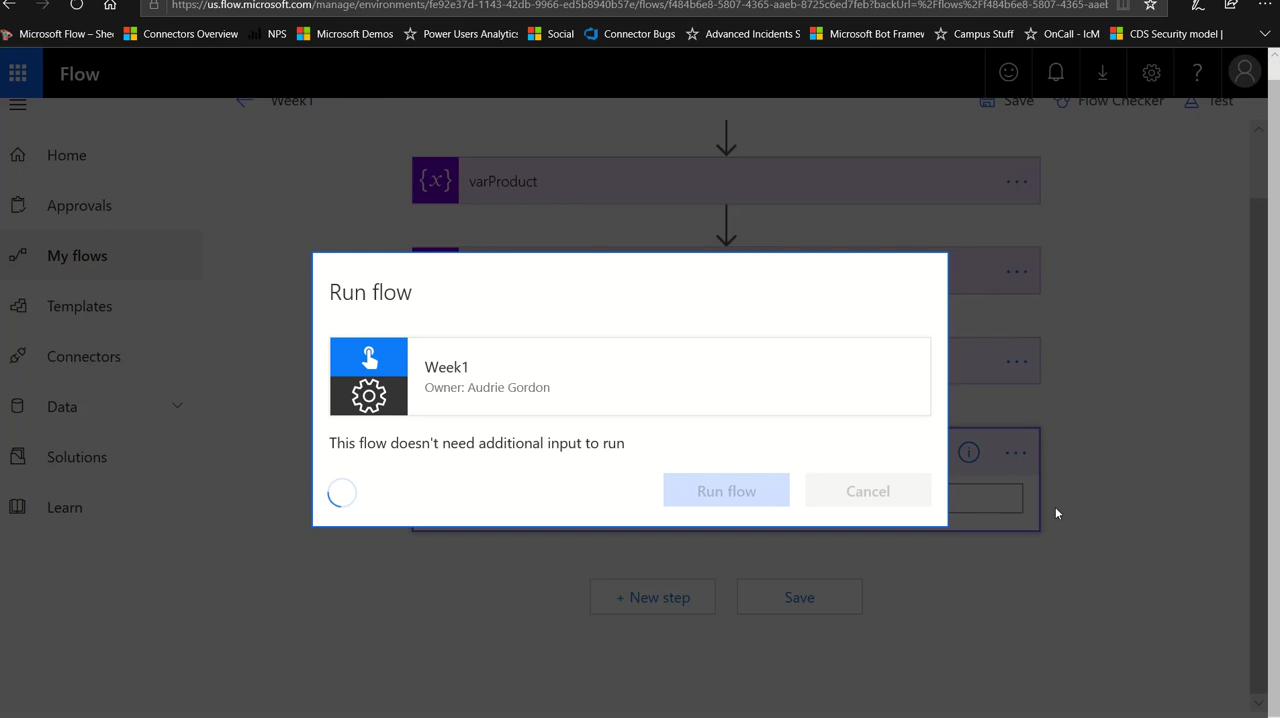 https://us.flow.microsoft.com/manage/environments/fe92e37d-1143-42db-9966-ed5b8940b57e/flows/f484b6e8-5807-4365-aaeb-8725c6ed7feb?backUrl=%2Fflows%2Ff484b6e8-5807-4365-aaeb
Microsoft Flow – She
Connectors Overview
NPS
Microsoft Demos
Power Users Analytics
Social
Connector Bugs
Advanced Incidents S
Microsoft Bot Framew
Campus Stuff
OnCall - IcM
CDS Security model |
Flow
?
Week1
Save
Flow Checker
Test
Home
Approvals
My flows
Templates
Connectors
Data
Solutions
Learn
{x} varProduct
Run flow
Week1
Owner: Audrie Gordon
This flow doesn't need additional input to run
Run flow
Cancel
+ New step
Save